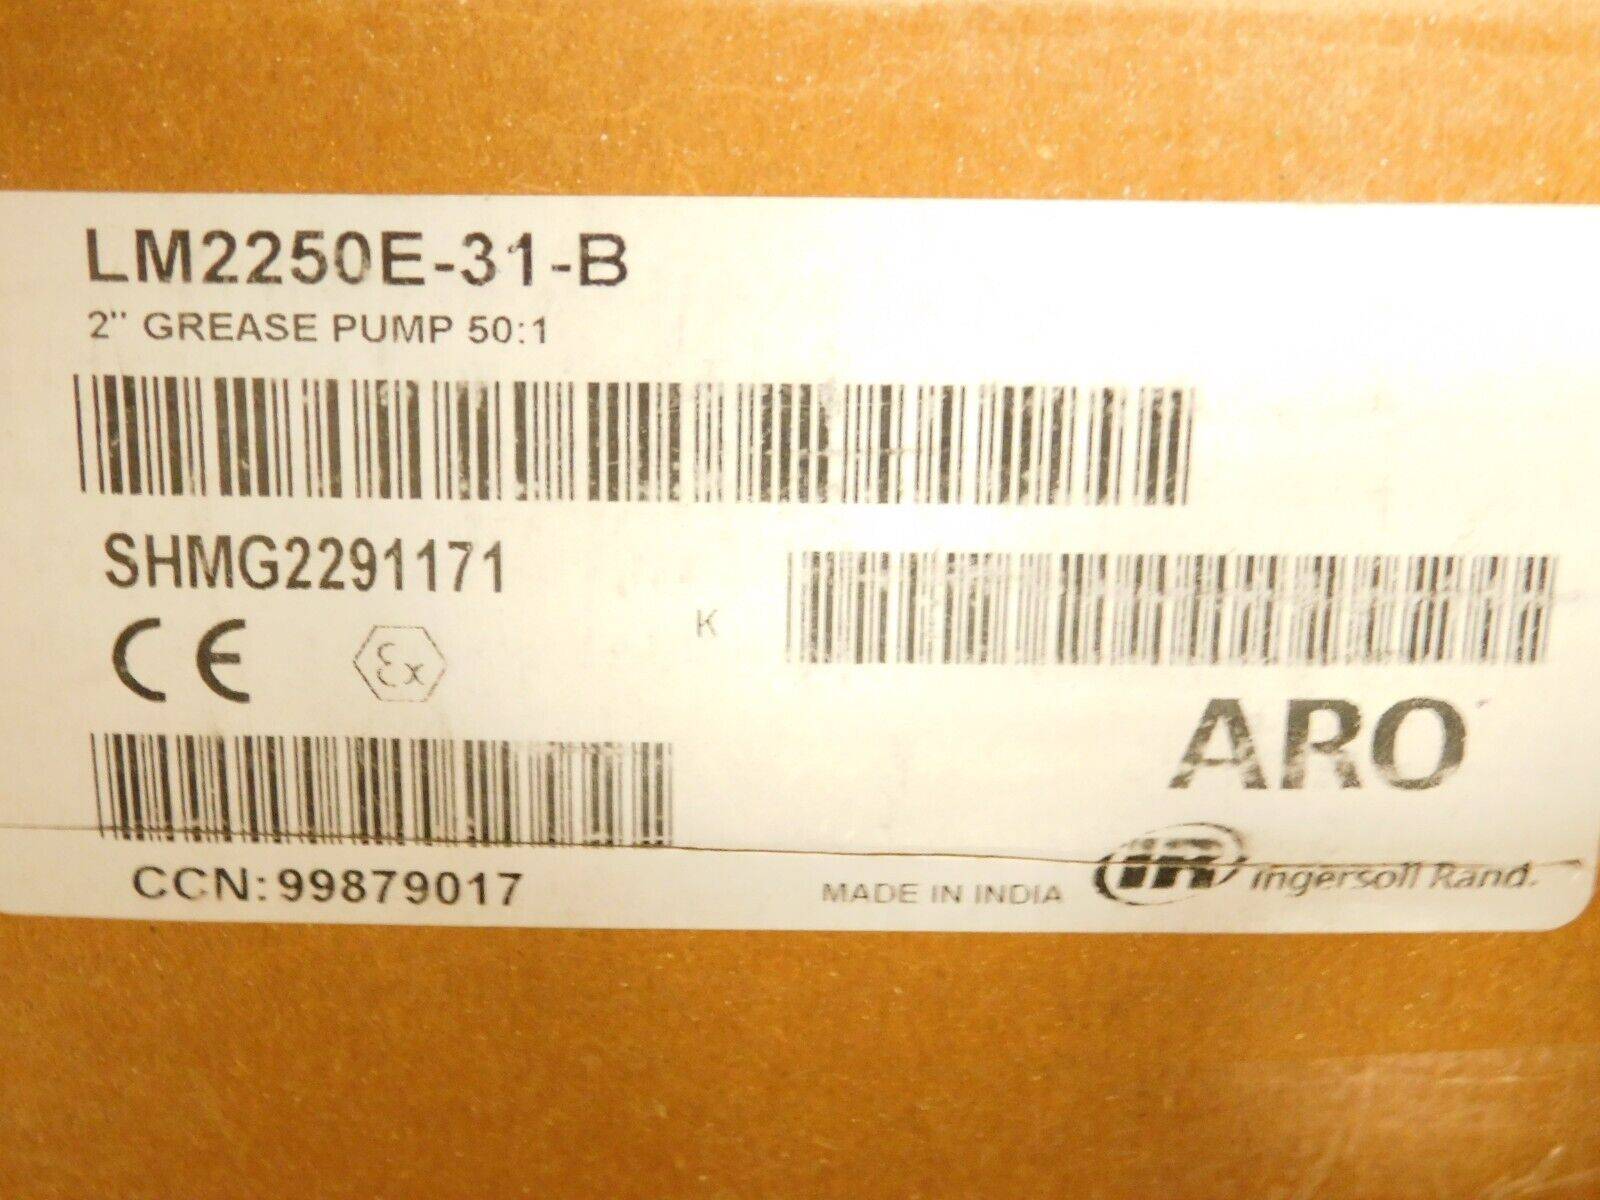 LM2250E-31-B
2" GREASE PUMP 50:1
SHMG2291171
CE
Ex
K
ARO
CCN: 99879017
MADE IN INDIA
IR Ingersoll Rand.